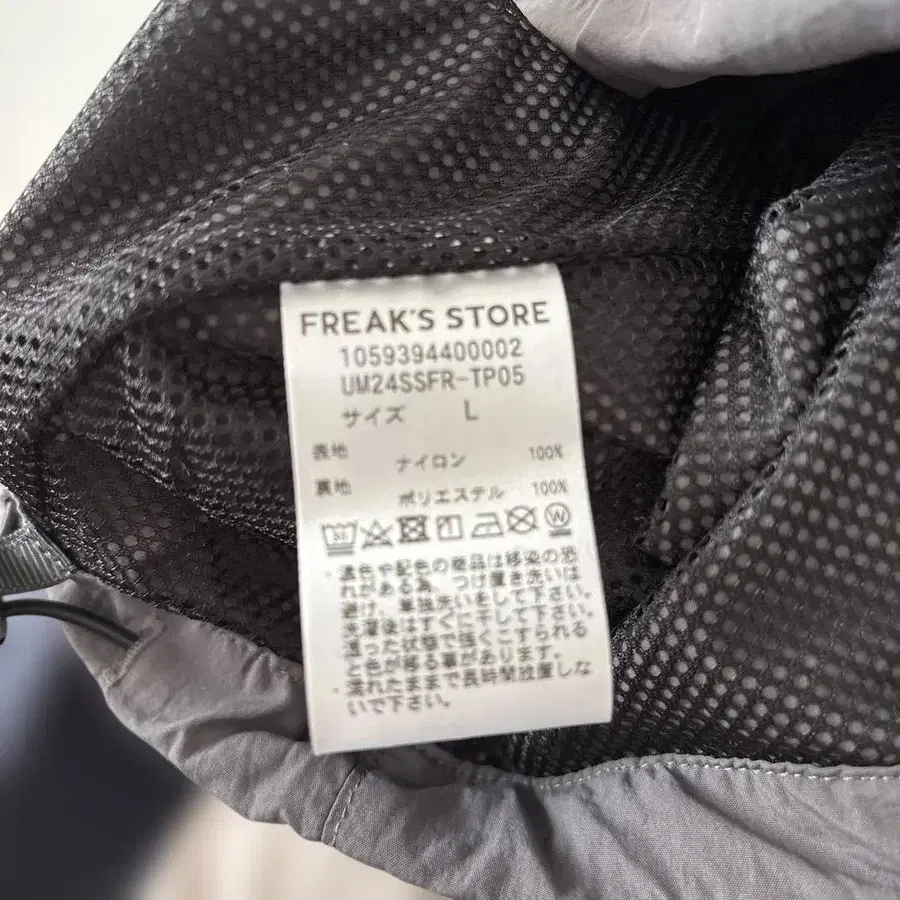 FREAK'S STORE
1059394400002
UM24SSFR-TP05
サイズ L
表地 ナイロン 100%
裏地 ポリエステル 100%
W
・濃色や配色の商品は移染の恐
れがある為、つけ置き洗いは
避け、単独洗いをして下さい。
洗濯後はすぐに干して下さい。
湿った状態で強くこすられる
と色が移る事があります。
・濡れたままで長時間放置しな
いで下さい。